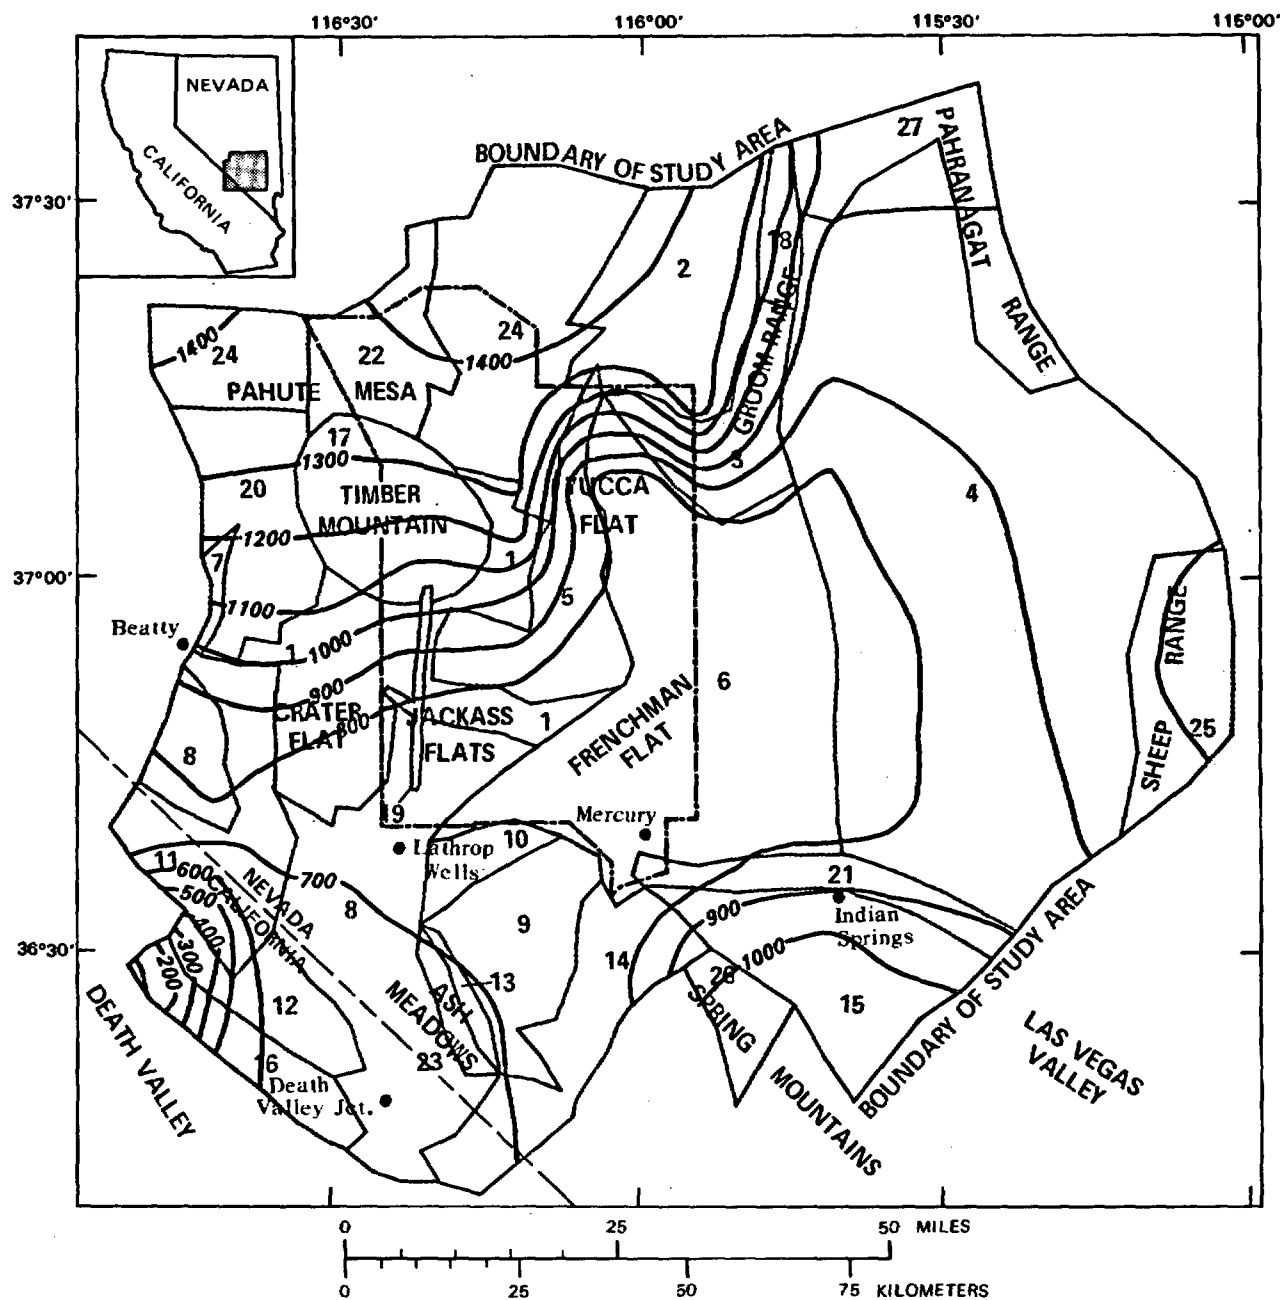 116°30'
116°00'
115°30'
115°00'
NEVADA
CALIFORNIA
BOUNDARY OF STUDY AREA
27
PAHRANAGAT
RANGE
37°30'
18
2
GROOM RANGE
24
1400
24
22
1400
PAHUTE MESA
17
1300
3
20
TIMBER
MOUNTAIN
YUCCA
FLAT
4
1200
7
1
37°00'
5
1100
Beatty
1
1000
6
900
CRATER
FLAT
800
JACKASS
FLATS
1
FRENCHMAN
FLAT
RANGE
SHEEP
25
8
19
Mercury
10
Lathrop
Wells
11
600
500
400
300
200
NEVADA
CALIFORNIA
700
8
9
21
900
Indian
Springs
36°30'
14
26
1000
13
ASH
MEADOWS
12
15
SPRING
MOUNTAINS
BOUNDARY OF STUDY AREA
DEATH VALLEY
16
23
Death
Valley Jct.
LAS VEGAS
VALLEY
0 25 50 MILES
0 25 50 75 KILOMETERS